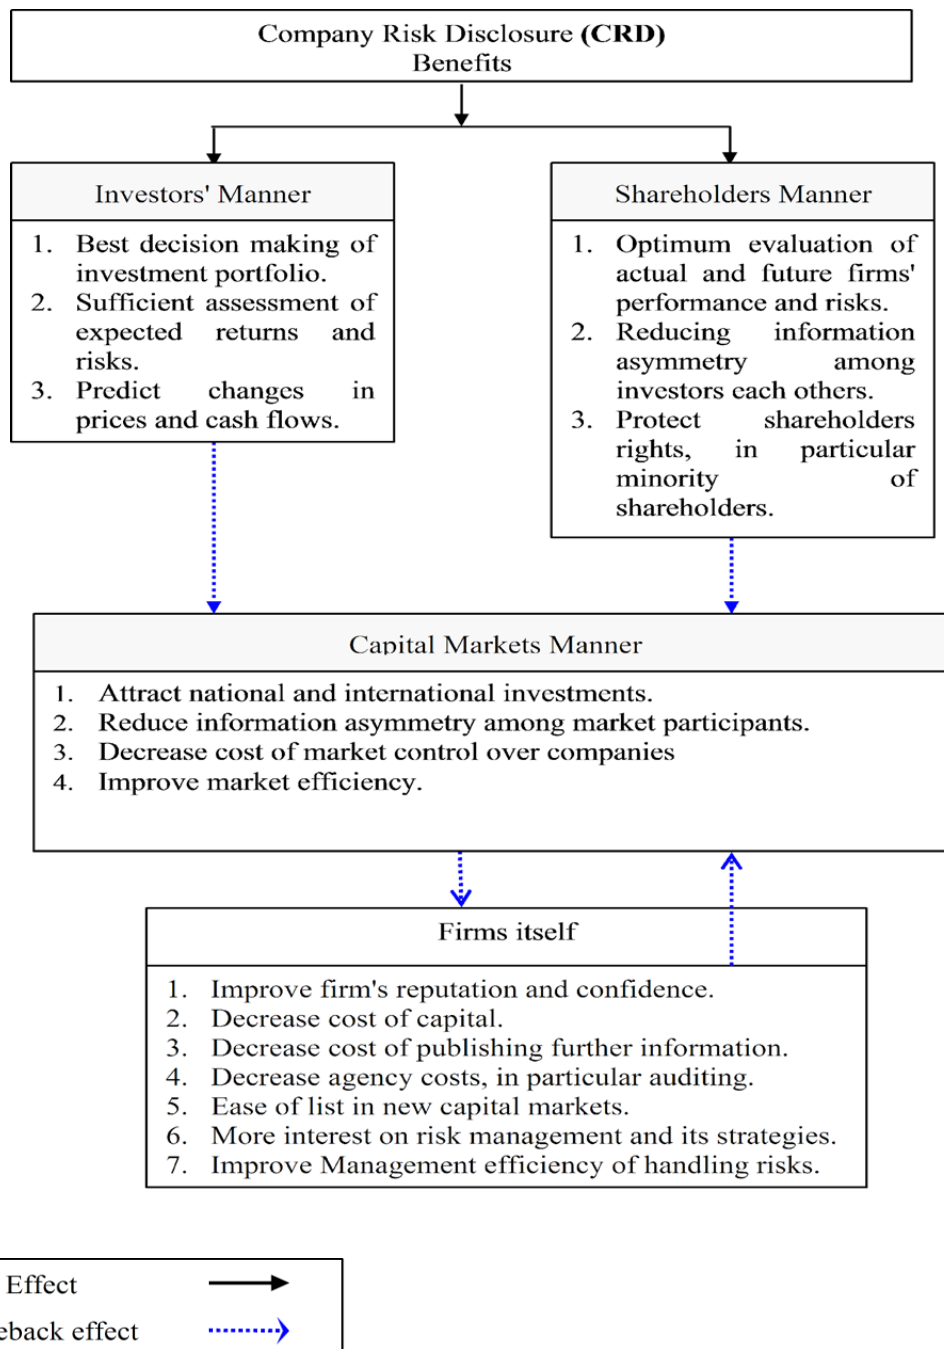 Company Risk Disclosure (CRD)
Benefits
Investors' Manner
1. Best decision making of
investment portfolio.
2. Sufficient assessment of
expected returns and
risks.
3. Predict changes in
prices and cash flows.
Shareholders Manner
1. Optimum evaluation of
actual and future firms'
performance and risks.
2. Reducing information
asymmetry among
investors each others.
3. Protect shareholders
rights, in particular
minority of
shareholders.
Capital Markets Manner
1. Attract national and international investments.
2. Reduce information asymmetry among market participants.
3. Decrease cost of market control over companies
4. Improve market efficiency.
Firms itself
1. Improve firm's reputation and confidence.
2. Decrease cost of capital.
3. Decrease cost of publishing further information.
4. Decrease agency costs, in particular auditing.
5. Ease of list in new capital markets.
6. More interest on risk management and its strategies.
7. Improve Management efficiency of handling risks.
Effect
eback effect